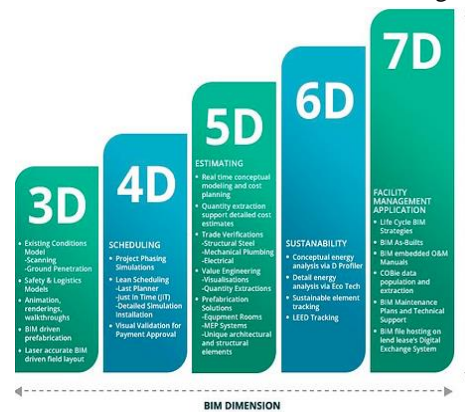 3D
• Existing Conditions
Model
-Scanning
-Ground Penetration
• Safety & Logistics
Models
• Animation,
renderings,
walkthroughs
• BIM driven
prefabrication
• Laser accurate BIM
driven field layout
4D
SCHEDULING
• Project Phasing
Simulations
• Lean Scheduling
-Last Planner
-Just In Time (JIT)
-Detailed Simulation
Installation
• Visual Validation for
Payment Approval
5D
ESTIMATING
• Real time conceptual
modeling and cost
planning
• Quantity extraction
support detailed cost
estimates
• Trade Verifications
-Structural Steel
-Mechanical Plumbing
-Electrical
• Value Engineering
-Visualisations
-Quantity Extractions
• Prefabrication
Solutions
-Equipment Rooms
-MEP Systems
-Unique architectural
and structural
elements
6D
SUSTAINABILITY
• Conceptual energy
analysis via D Profiler
• Detail energy
analysis via Eco Tech
• Sustainable element
tracking
• LEED Tracking
7D
FACILITY
MANAGEMENT
APPLICATION
• Life Cycle BIM
Strategies
• BIM As-Builts
• BIM embedded O&M
Manuals
• COBie data
population and
extraction
• BIM Maintenance
Plans and Technical
Support
• BIM file hosting on
lend lease's Digital
Exchange System
BIM DIMENSION